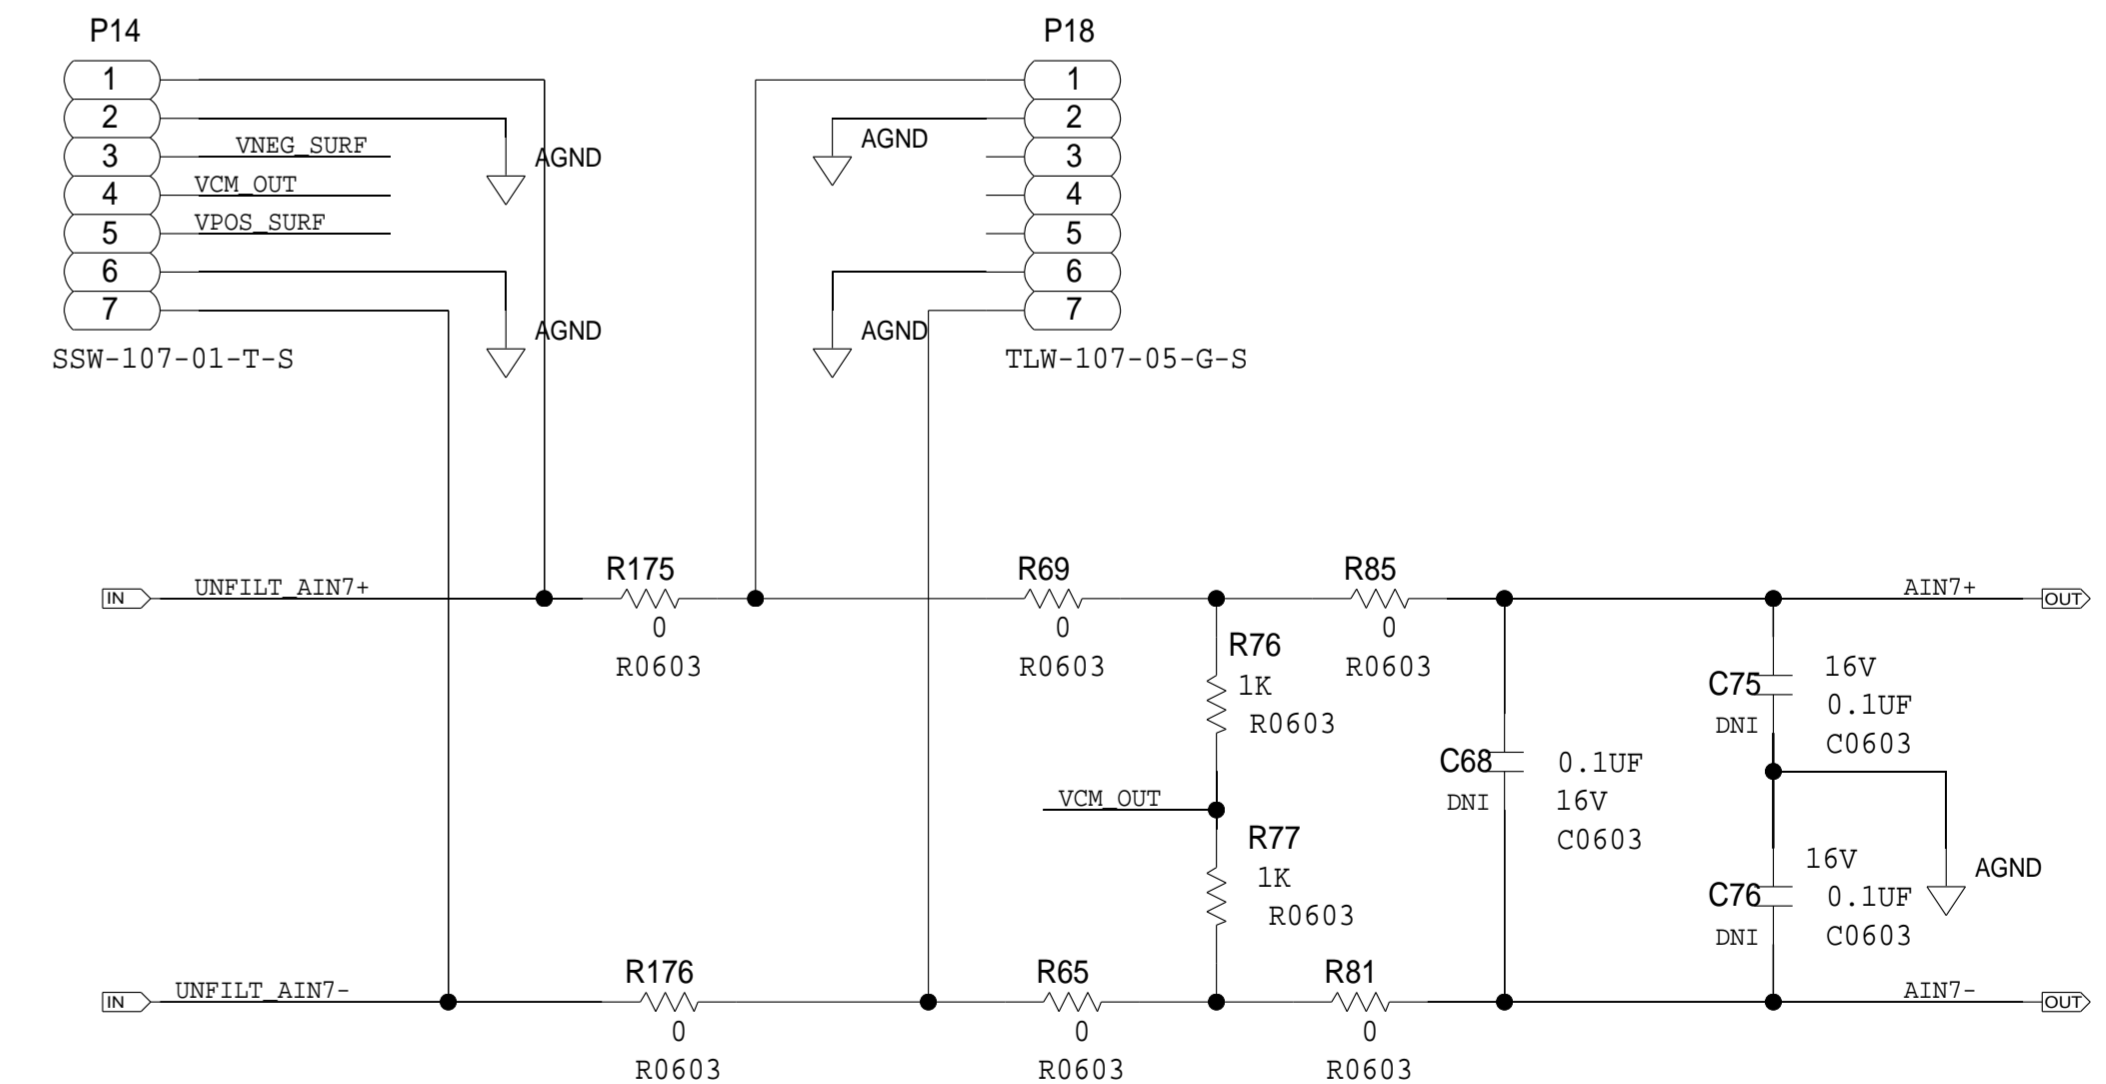 P14
P18
1
2
VNEG_SURF
3
VCM_OUT
4
VPOS_SURF
5
6
7
AGND
AGND
SSW-107-01-T-S
1
2
3
4
5
6
7
AGND
AGND
TLW-107-05-G-S
IN
UNFILT_AIN7+
R175
0
R0603
R69
0
R0603
R85
0
R0603
AIN7+
OUT
R76
1K
R0603
VCM_OUT
R77
1K
R0603
C68
DNI
0.1UF
16V
C0603
C75
DNI
16V
0.1UF
C0603
C76
DNI
16V
0.1UF
C0603
AGND
IN
UNFILT_AIN7-
R176
0
R0603
R65
0
R0603
R81
0
R0603
AIN7-
OUT